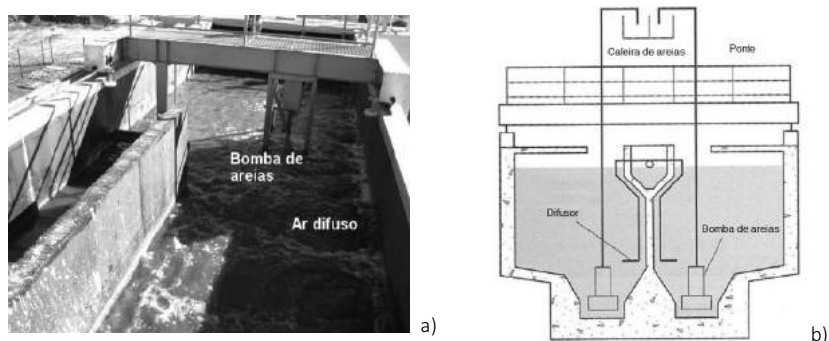 Bomba de
areias
Ar difuso
a)
Caleira de areias
Ponte
Difusor
Bomba de areias
b)